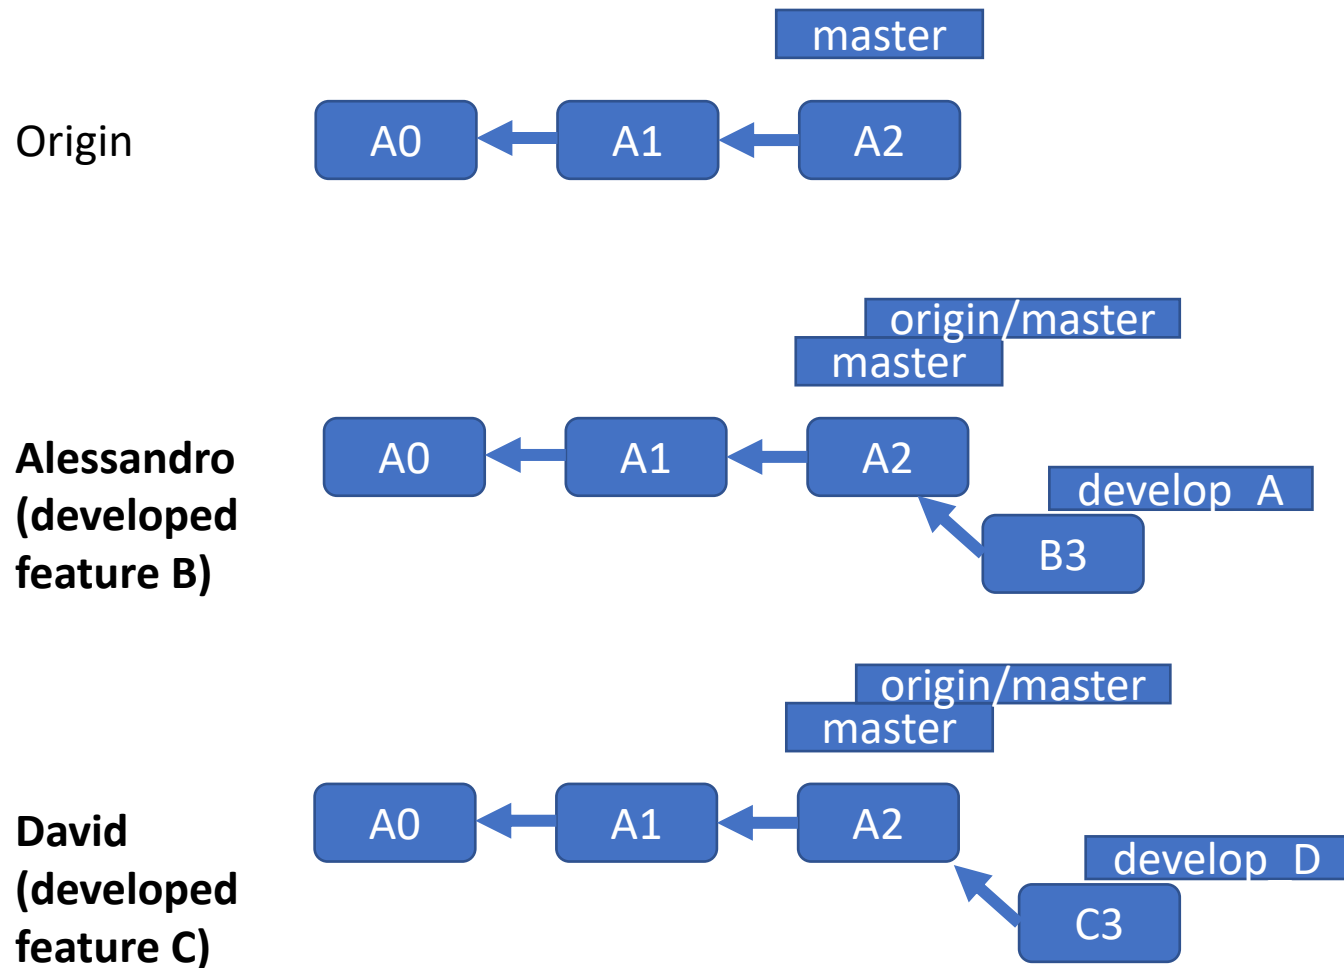 master
Origin
A0
A1
A2
origin/master
master
A0
A1
A2
Alessandro
(developed
feature B)
develop_A
B3
origin/master
master
A0
A1
A2
David
(developed
feature C)
develop_D
C3